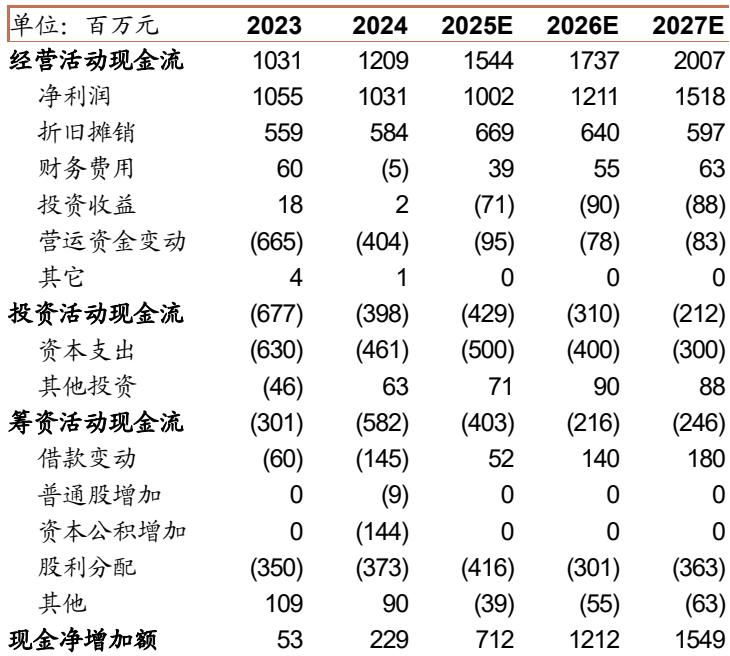 单位：百万元 2023 2024 2025E 2026E 2027E
经营活动现金流 1031 1209 1544 1737 2007
净利润 1055 1031 1002 1211 1518
折旧摊销 559 584 669 640 597
财务费用 60 (5) 39 55 63
投资收益 18 2 (71) (90) (88)
营运资金变动 (665) (404) (95) (78) (83)
其它 4 1 0 0 0
投资活动现金流 (677) (398) (429) (310) (212)
资本支出 (630) (461) (500) (400) (300)
其他投资 (46) 63 71 90 88
筹资活动现金流 (301) (582) (403) (216) (246)
借款变动 (60) (145) 52 140 180
普通股增加 0 (9) 0 0 0
资本公积增加 0 (144) 0 0 0
股利分配 (350) (373) (416) (301) (363)
其他 109 90 (39) (55) (63)
现金净增加额 53 229 712 1212 1549